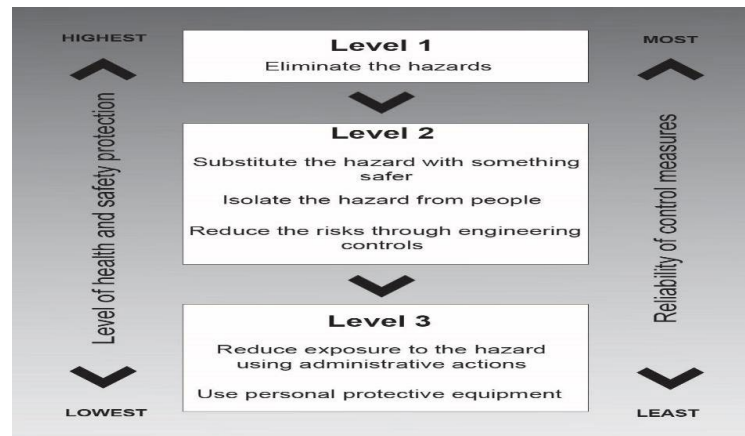 HIGHEST
MOST
Level 1
Eliminate the hazards
Level 2
Substitute the hazard with something
safer
Isolate the hazard from people
Reduce the risks through engineering
controls
Level 3
Reduce exposure to the hazard
using administrative actions
Use personal protective equipment
Level of health and safety protection
Reliability of control measures
LOWEST
LEAST